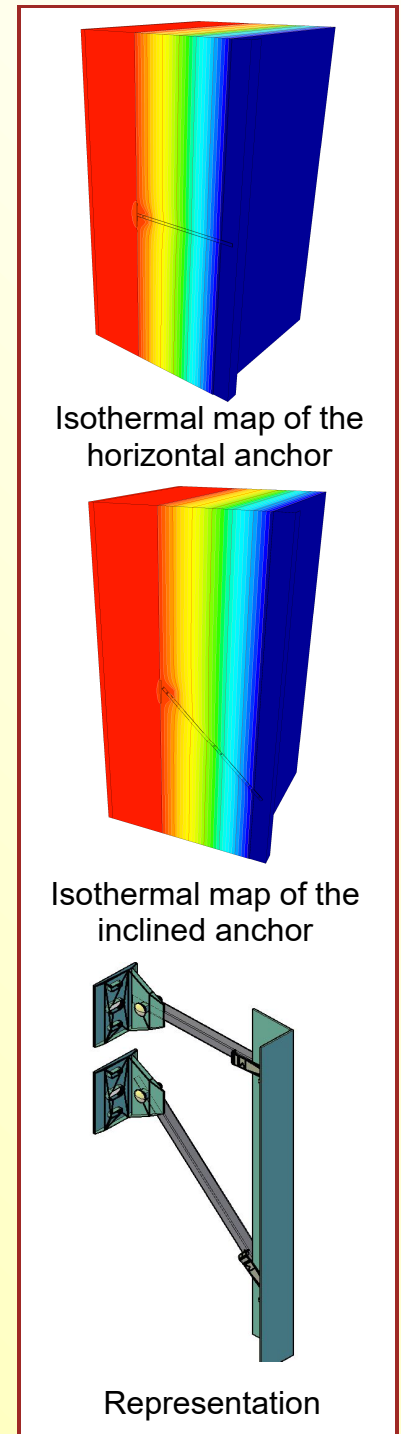 Isothermal map of the
horizontal anchor
Isothermal map of the
inclined anchor
Representation